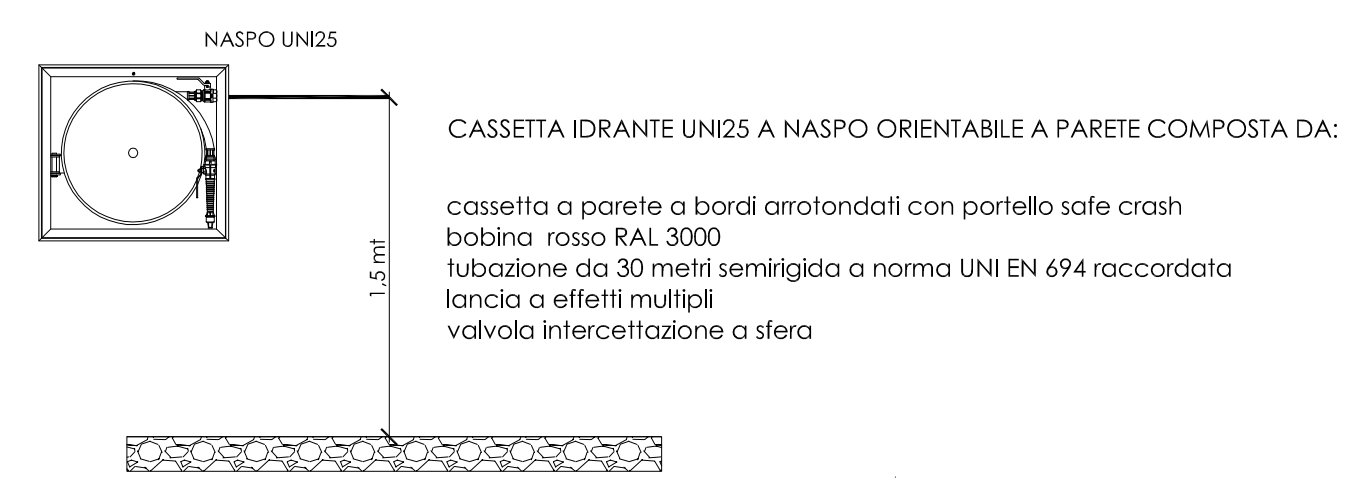 NASPO UNI25
CASSETTA IDRANTE UNI25 A NASPO ORIENTABILE A PARETE COMPOSTA DA:
cassetta a parete a bordi arrotondati con portello safe crash
bobina rosso RAL 3000
tubazione da 30 metri semirigida a norma UNI EN 694 raccordata
lancia a effetti multipli
valvola intercettazione a sfera
1,5 mt